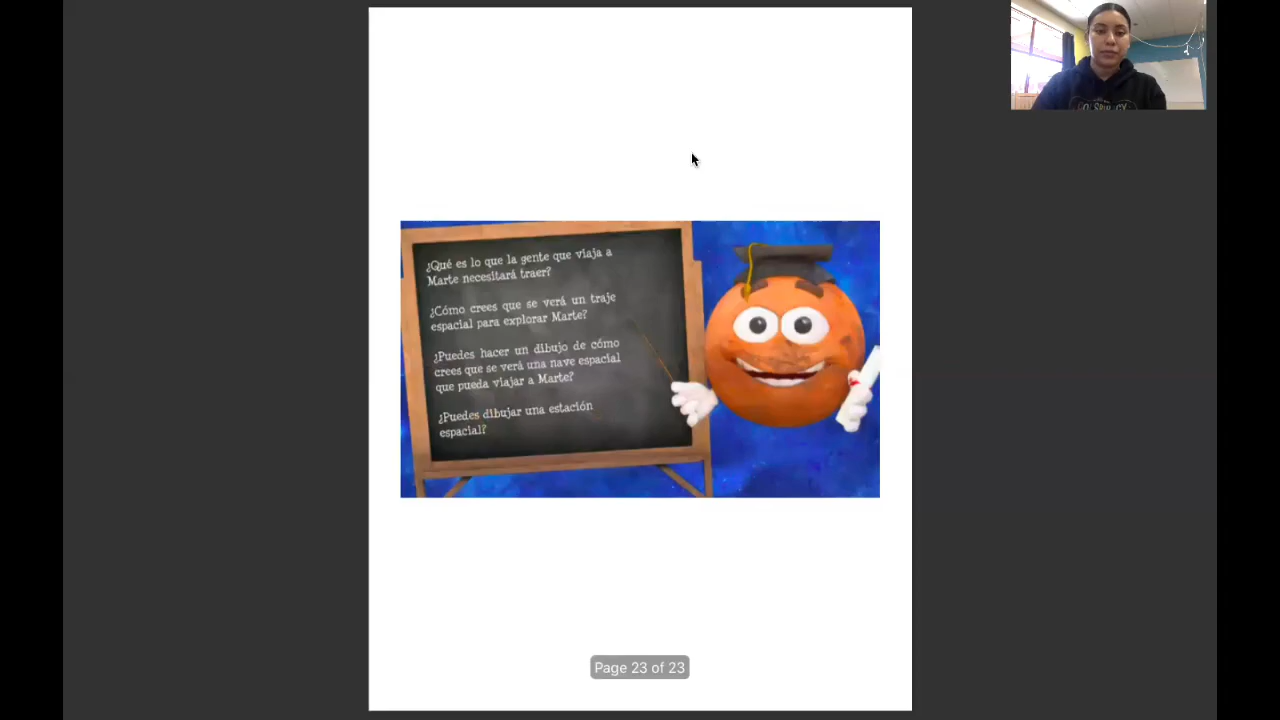 ¿Qué es lo que la gente que viaja a
Marte necesitará traer?
¿Cómo crees que se verá un traje
espacial para explorar Marte?
¿Puedes hacer un dibujo de cómo
crees que se verá una nave espacial
que pueda viajar a Marte?
¿Puedes dibujar una estación
espacial?
Page 23 of 23